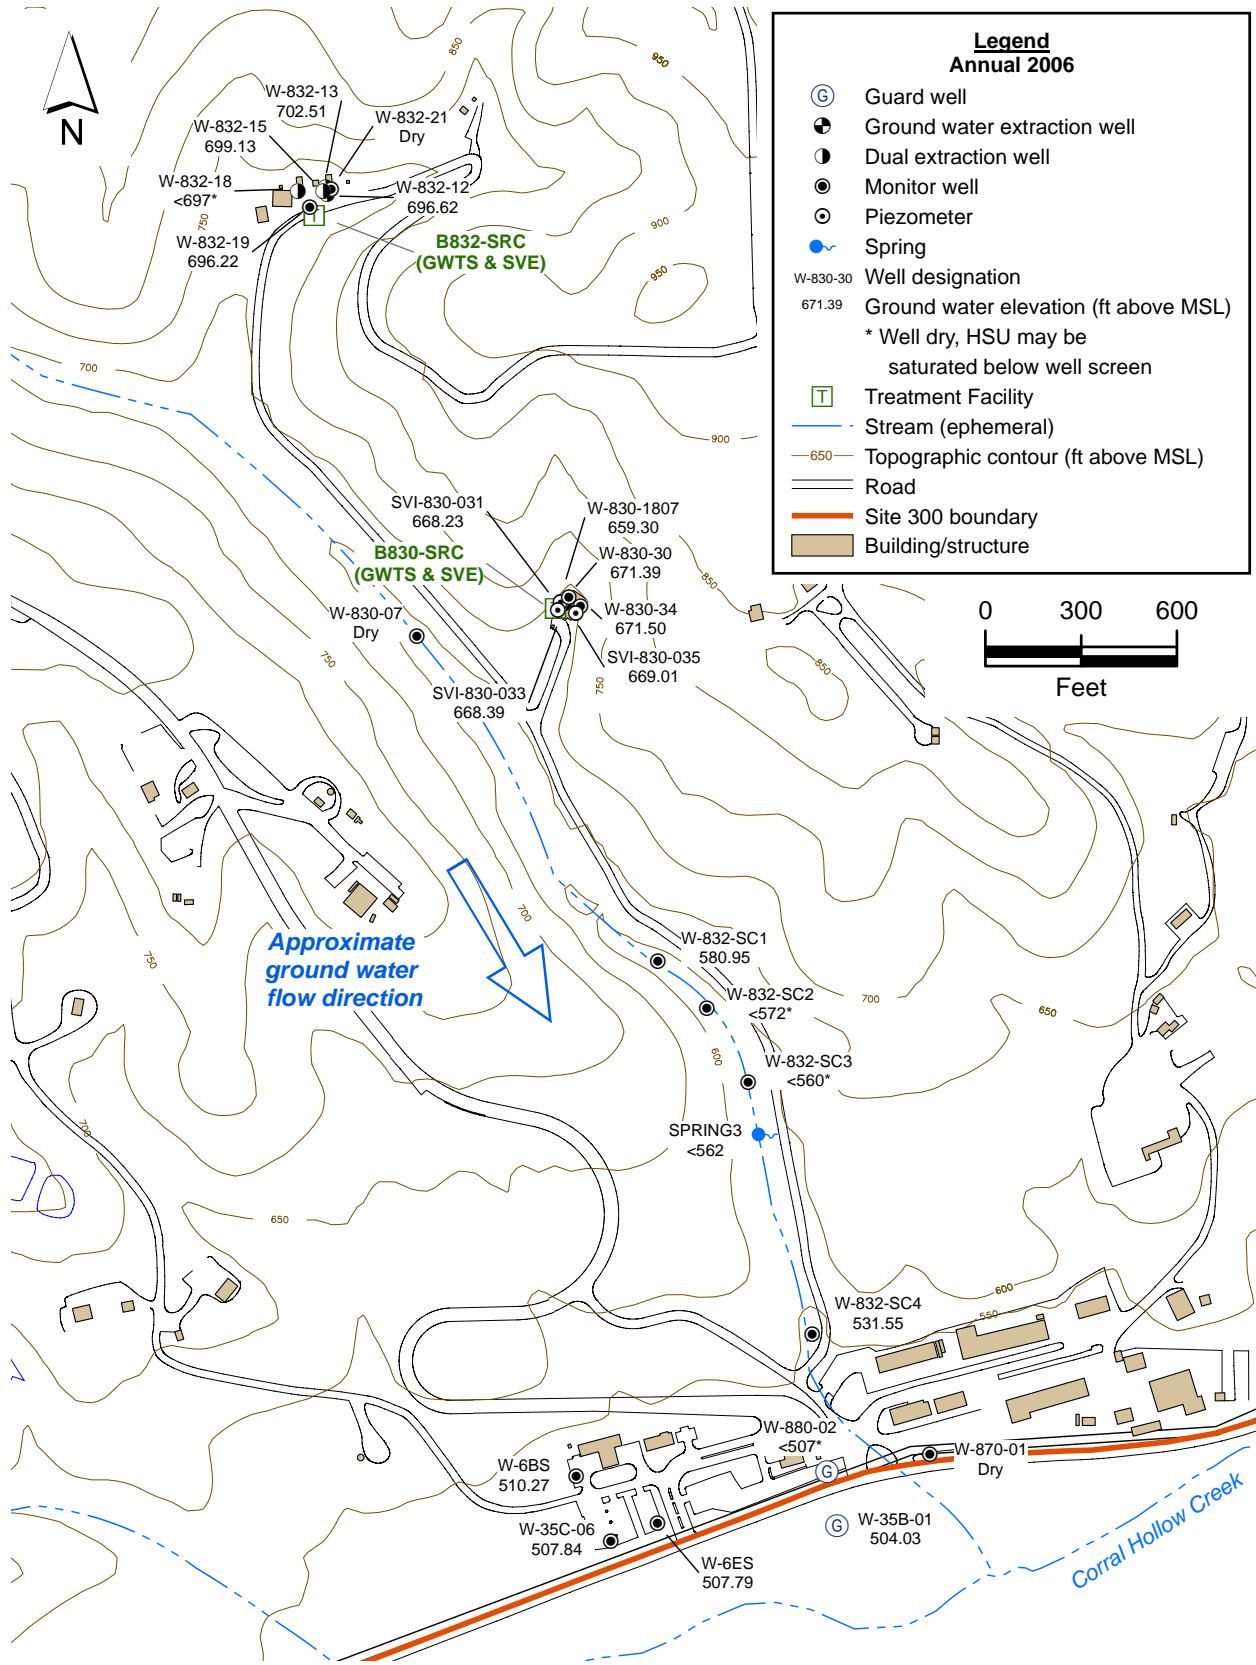 N
850
950
W-832-13
702.51
W-832-21
Dry
W-832-15
699.13
W-832-18
<697*
W-832-12
696.62
750
W-832-19
696.22
B832-SRC
(GWTS & SVE)
900
950
700
900
Legend
Annual 2006
G Guard well
Ground water extraction well
Dual extraction well
Monitor well
Piezometer
Spring
W-830-30 Well designation
671.39 Ground water elevation (ft above MSL)
* Well dry, HSU may be
saturated below well screen
T Treatment Facility
Stream (ephemeral)
650 Topographic contour (ft above MSL)
Road
Site 300 boundary
Building/structure
T
SVI-830-031
668.23
W-830-1807
659.30
B830-SRC
(GWTS & SVE)
W-830-30
671.39
850
W-830-07
Dry
T
W-830-34
671.50
0 300 600
Feet
SVI-830-035
669.01
750
850
SVI-830-033
668.39
750
700
Approximate
ground water
flow direction
750
W-832-SC1
580.95
W-832-SC2
<572*
700
650
600
W-832-SC3
<560*
700
SPRING3
<562
650
600
550
W-832-SC4
531.55
W-880-02
<507*
W-870-01
Dry
W-6BS
510.27
G
W-35C-06
507.84
G
W-35B-01
504.03
W-6ES
507.79
Corral Hollow Creek